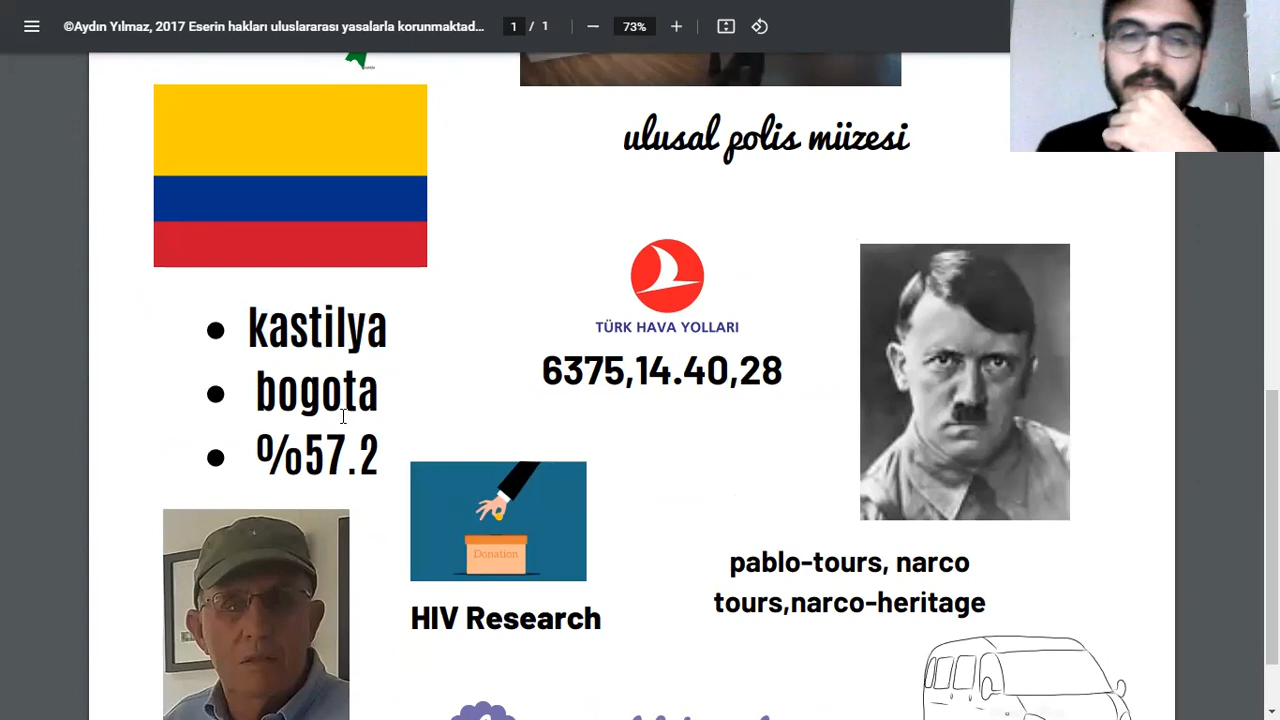 ©Aydın Yılmaz, 2017 Eserin hakları uluslararası yasalarla korunmaktad...
1 / 1
73%
ulusal polis müzesi
kastilya
bogota
%57.2
TÜRK HAVA YOLLARI
6375,14.40,28
Donation
HIV Research
pablo-tours, narco
tours,narco-heritage